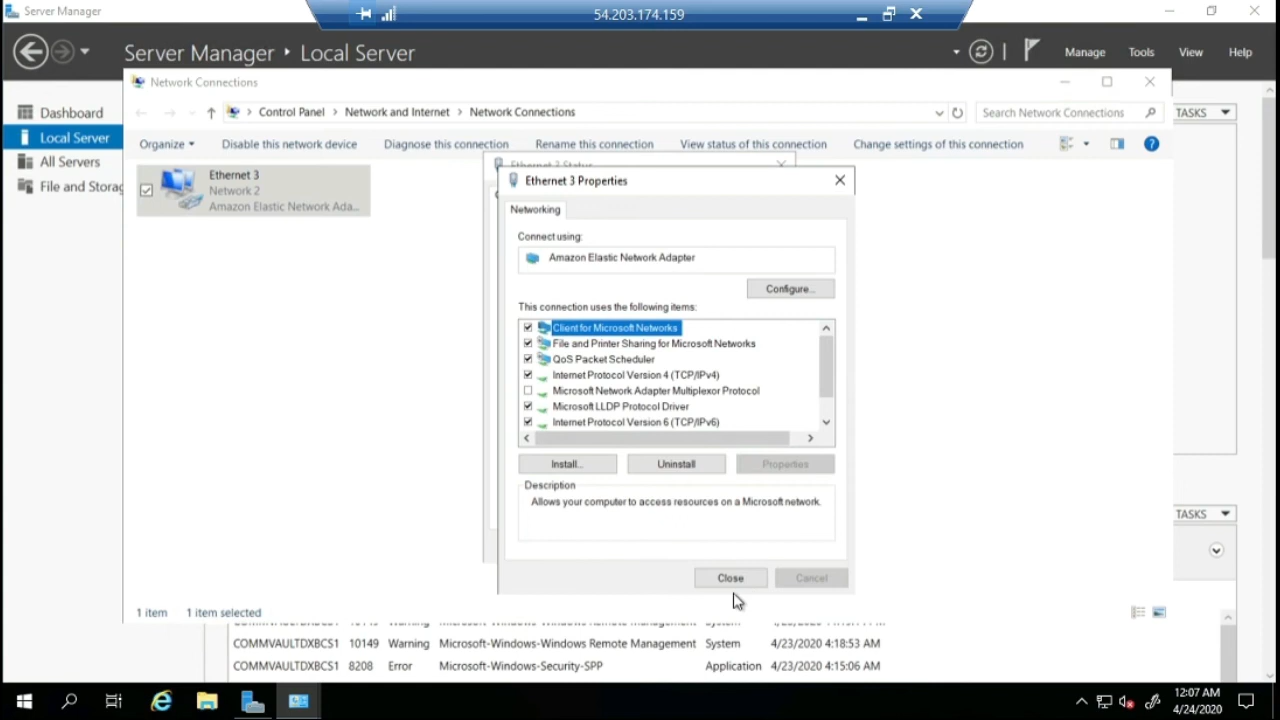 Server Manager
54.203.174.159
Server Manager Local Server
Manage Tools View Help
Network Connections
Dashboard
Local Server
All Servers
File and Storag
Control Panel Network and Internet Network Connections
Search Network Connections
TASKS
Organize Disable this network device Diagnose this connection Rename this connection View status of this connection Change settings of this connection
Ethernet 3 Status
Ethernet 3
Network 2
Amazon Elastic Network Ada...
Ethernet 3 Properties
Networking
Connect using:
Amazon Elastic Network Adapter
Configure...
This connection uses the following items:
Client for Microsoft Networks
File and Printer Sharing for Microsoft Networks
QoS Packet Scheduler
Internet Protocol Version 4 (TCP/IPv4)
Microsoft Network Adapter Multiplexor Protocol
Microsoft LLDP Protocol Driver
Internet Protocol Version 6 (TCP/IPv6)
Install... Uninstall Properties
Description
Allows your computer to access resources on a Microsoft network.
Close Cancel
TASKS
1 item 1 item selected
COMMVAULTDXBCS1 10149 Warning Microsoft-Windows-Windows Remote Management System 4/23/2020 4:18:53 AM
COMMVAULTDXBCS1 8208 Error Microsoft-Windows-Security-SPP Application 4/23/2020 4:15:06 AM
12:07 AM
4/24/2020